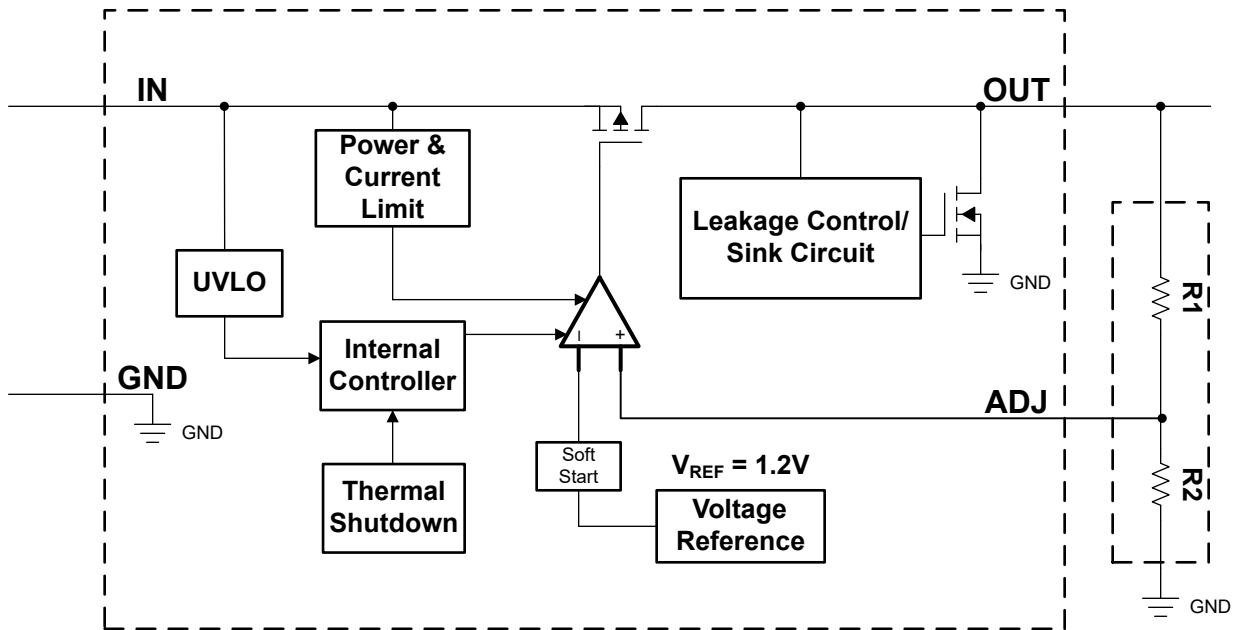 IN
OUT
Power &
Current
Limit
Leakage Control/
Sink Circuit
UVLO
GND
R1
Internal
Controller
− +
GND
GND
ADJ
Soft
Start
VREF = 1.2V
R2
Thermal
Shutdown
Voltage
Reference
GND